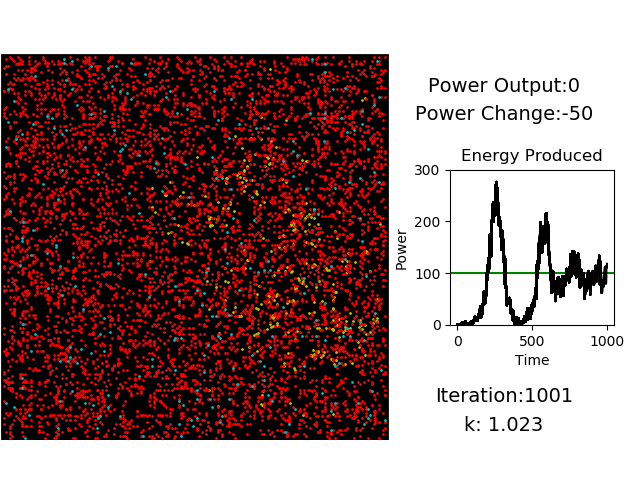 Power Output:0
Power Change:-50
Energy Produced
300
200
100
0
Power
0 500 1000
Time
Iteration:1001
k: 1.023